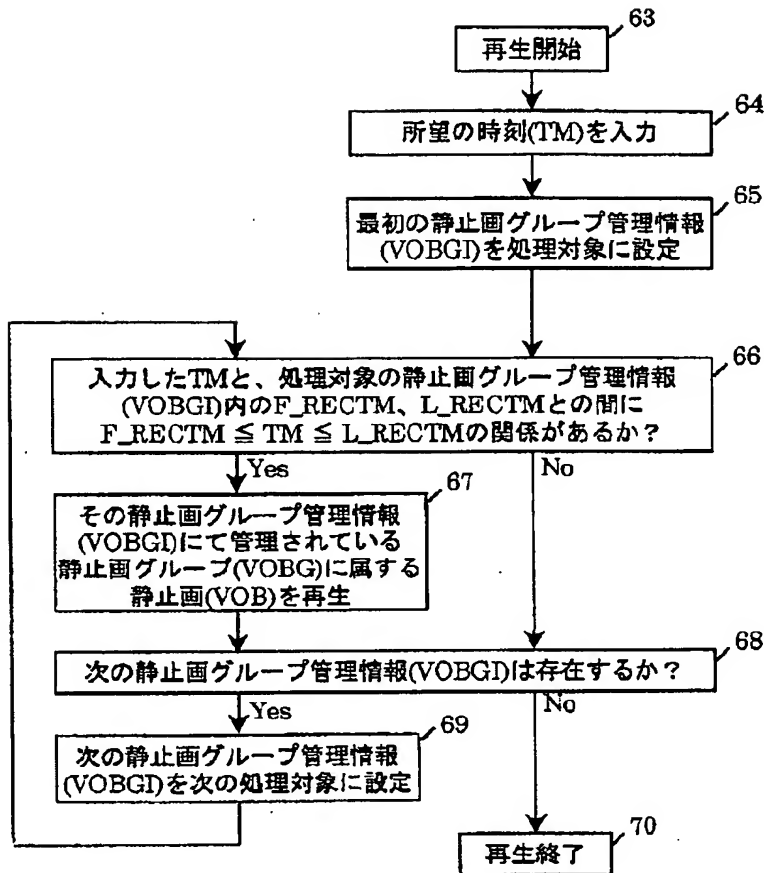 63
再生開始
64
所望の時刻(TM)を入力
65
最初の静止画グループ管理情報
(VOBGI)を処理対象に設定
66
入力したTMと、処理対象の静止画グループ管理情報
(VOBGI)内のF_RECTM、L_RECTMとの間に
F_RECTM ≦ TM ≦ L_RECTMの関係があるか?
Yes
No
67
その静止画グループ管理情報
(VOBGI)にて管理されている
静止画グループ(VOBG)に属する
静止画(VOB)を再生
68
次の静止画グループ管理情報(VOBGI)は存在するか?
Yes
No
69
次の静止画グループ管理情報
(VOBGI)を次の処理対象に設定
70
再生終了